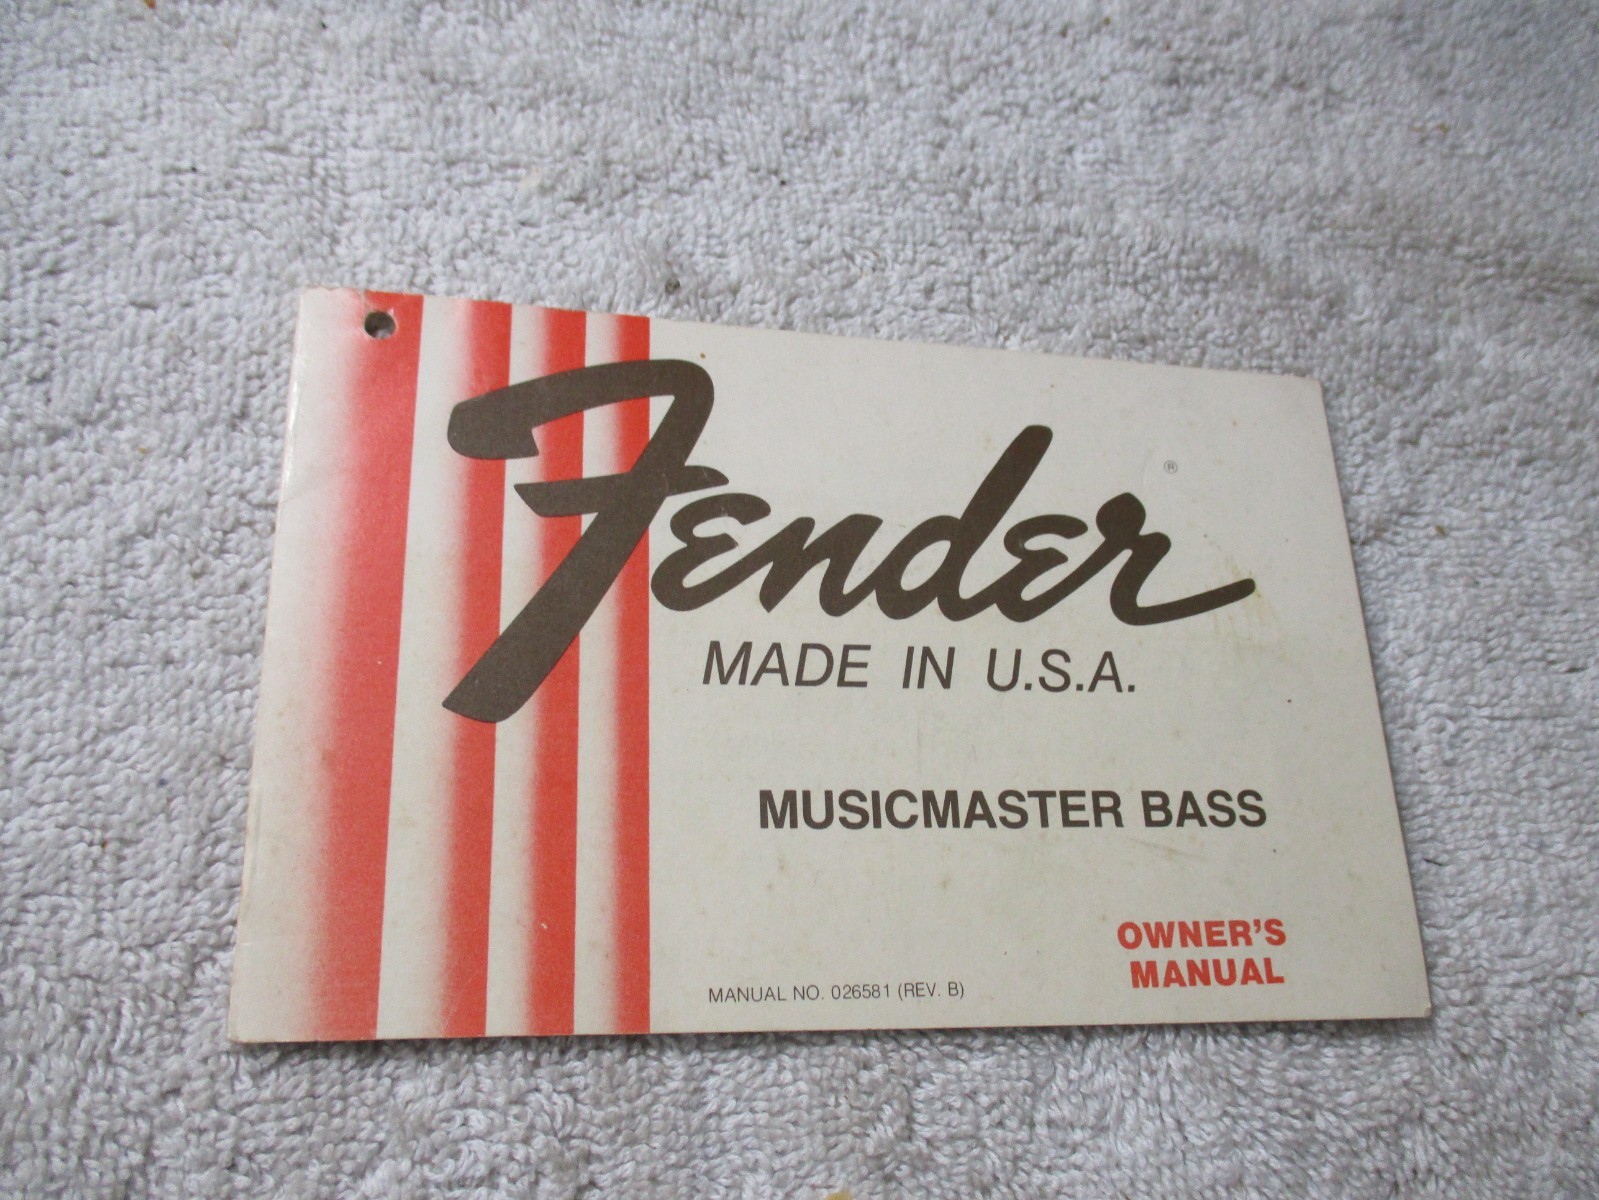 Fender ®
MADE IN U.S.A.
MUSICMASTER BASS
OWNER'S
MANUAL
MANUAL NO. 026581 (REV. B)